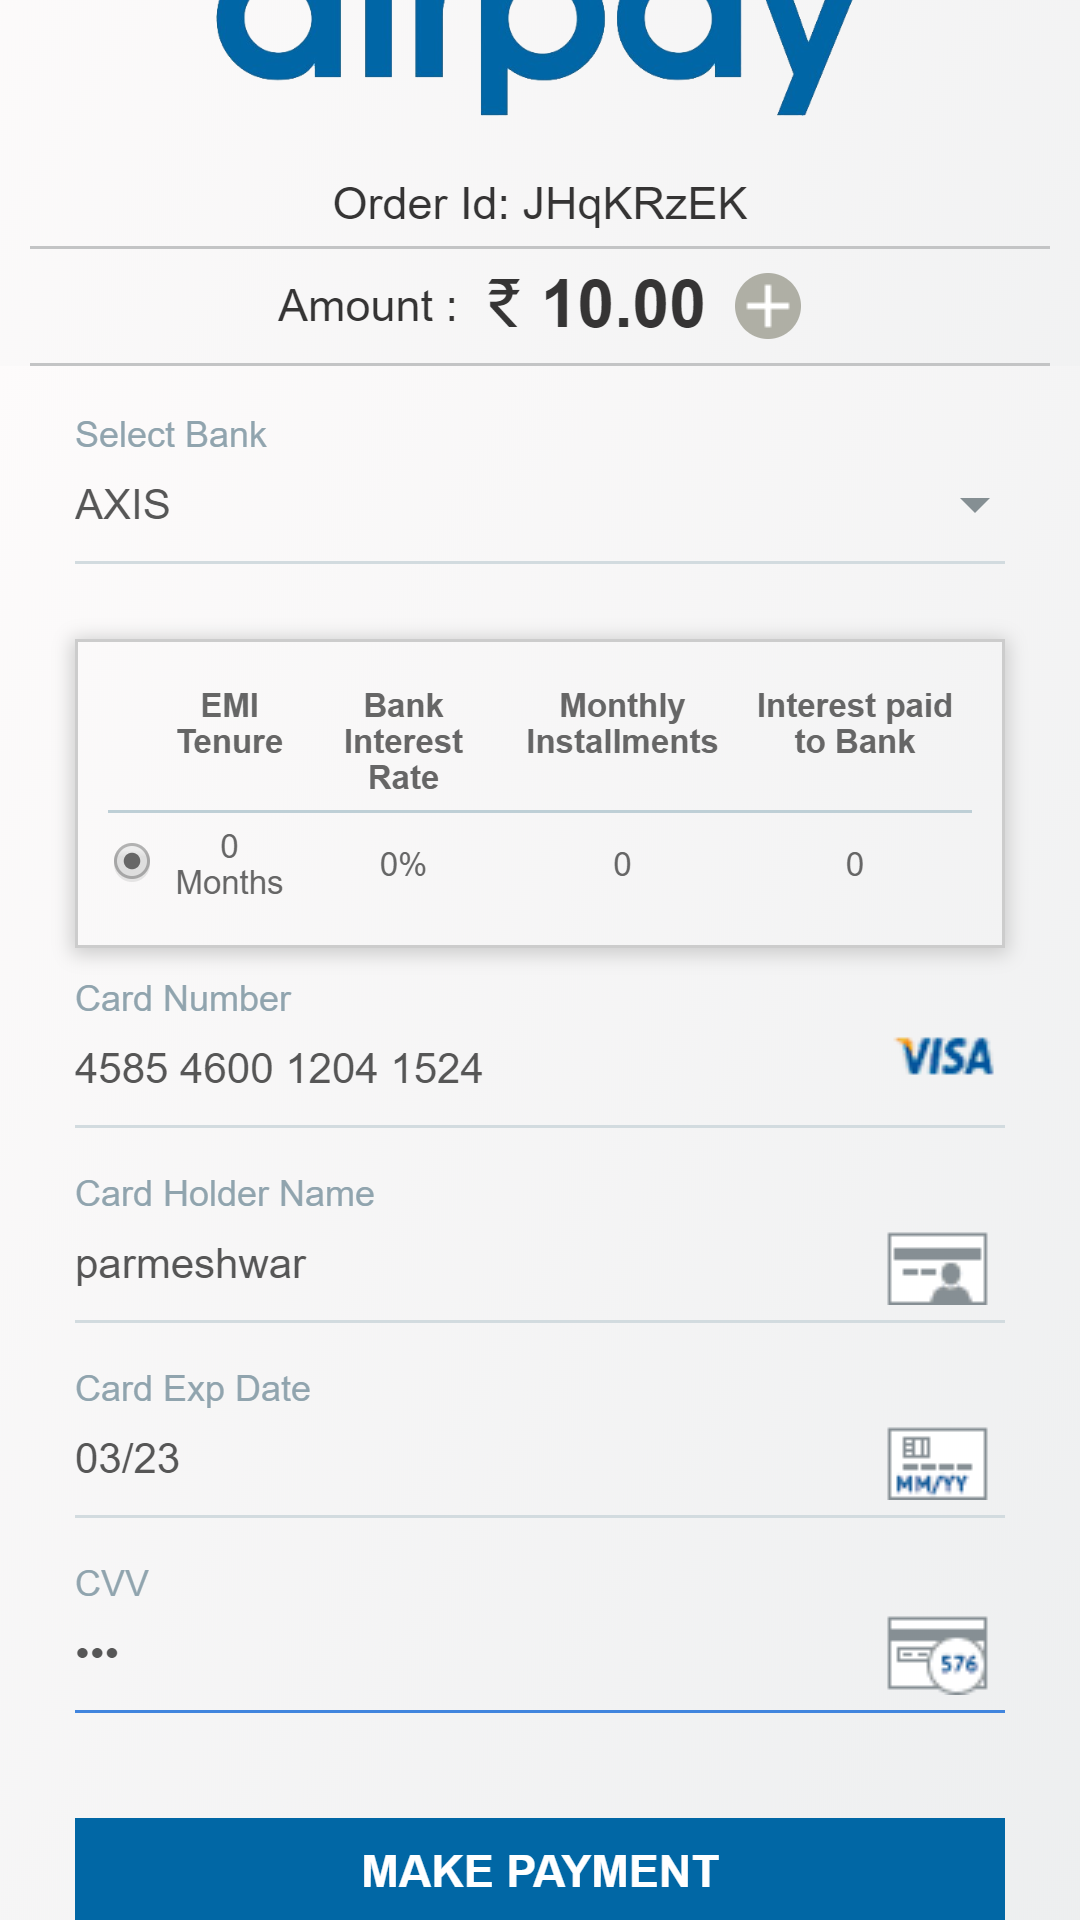 airpay
Order Id: JHqKRzEK
Amount : ₹ 10.00
Select Bank
AXIS
EMI Tenure Bank Interest Rate Monthly Installments Interest paid to Bank
0 Months 0% 0 0
Card Number
4585 4600 1204 1524
VISA
Card Holder Name
parmeshwar
Card Exp Date
03/23
MM/YY
CVV
•••
576
MAKE PAYMENT